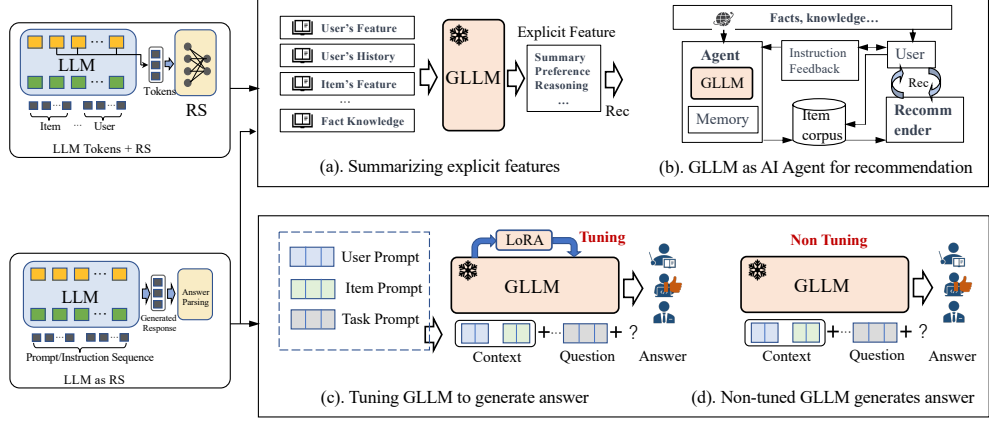 LLM
Tokens
RS
Item
...
User
LLM Tokens + RS
LLM
Generated
Response
Answer
Parsing
Prompt/Instruction Sequence
LLM as RS
User's Feature
User's History
Item's Feature
...
Fact Knowledge
GLLM
Explicit Feature
Summary
Preference
Reasoning
...
Rec
(a). Summarizing explicit features
Facts, knowledge...
Agent
GLLM
Memory
Instruction
Feedback
Item
corpus
User
Rec
Recomm
ender
(b). GLLM as AI Agent for recommendation
User Prompt
Item Prompt
Task Prompt
LoRA
Tuning
GLLM
+ ... + ?
Context
Question
Answer
(c). Tuning GLLM to generate answer
Non Tuning
GLLM
+ ... + ?
Context
Question
Answer
(d). Non-tuned GLLM generates answer